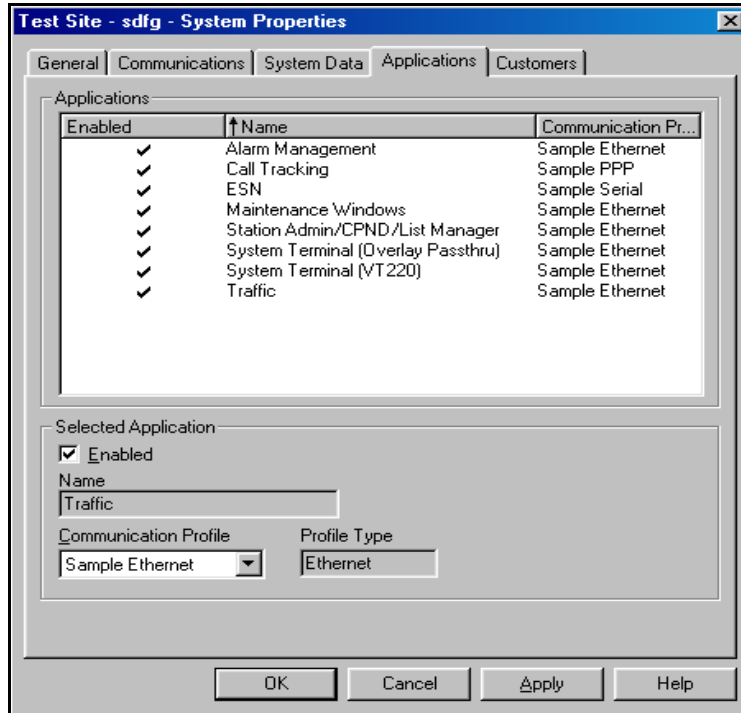 Test Site - sdfg - System Properties
General Communications System Data Applications Customers
Applications
Enabled Name Communication Pr...
Alarm Management Sample Ethernet
Call Tracking Sample PPP
ESN Sample Serial
Maintenance Windows Sample Ethernet
Station Admin/CPND/List Manager Sample Ethernet
System Terminal (Overlay Passthru) Sample Ethernet
System Terminal (VT220) Sample Ethernet
Traffic Sample Ethernet
Selected Application
Enabled
Name
Traffic
Communication Profile Profile Type
Sample Ethernet Ethernet
OK Cancel Apply Help